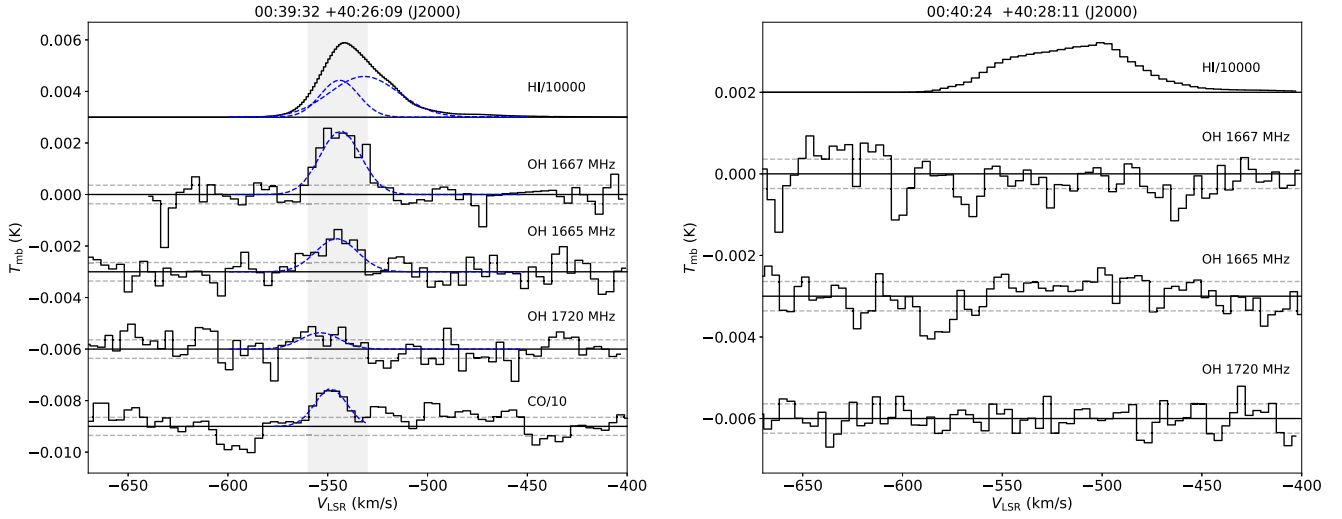 00:39:32 +40:26:09 (J2000)
0.006
0.004
0.002
0.000
−0.002
−0.004
−0.006
−0.008
−0.010
T_mb (K)
HI/10000
OH 1667 MHz
OH 1665 MHz
OH 1720 MHz
CO/10
−650 −600 −550 −500 −450 −400
V_LSR (km/s)
00:40:24 +40:28:11 (J2000)
0.002
0.000
−0.002
−0.004
−0.006
T_mb (K)
HI/10000
OH 1667 MHz
OH 1665 MHz
OH 1720 MHz
−650 −600 −550 −500 −450 −400
V_LSR (km/s)